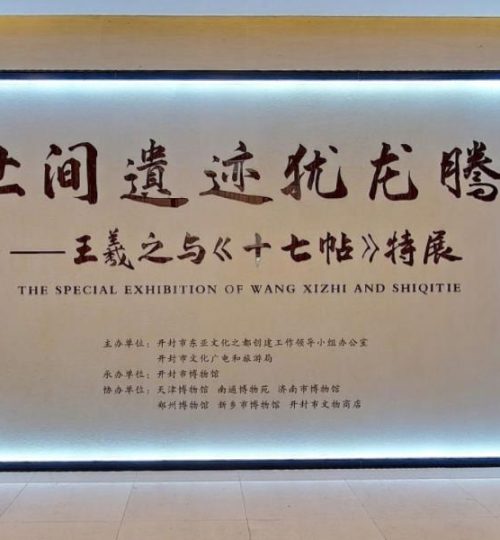 世间遗迹犹龙腾
——王羲之与《十七帖》特展
THE SPECIAL EXHIBITION OF WANG XIZHI AND SHIQITIE
主办单位：开封市东亚文化之都创建工作领导小组办公室
开封市文化广电和旅游局
承办单位：开封市博物馆
协办单位：天津博物馆 南通博物苑 济南市博物馆
郑州博物馆 新乡市博物馆 开封市文物商店